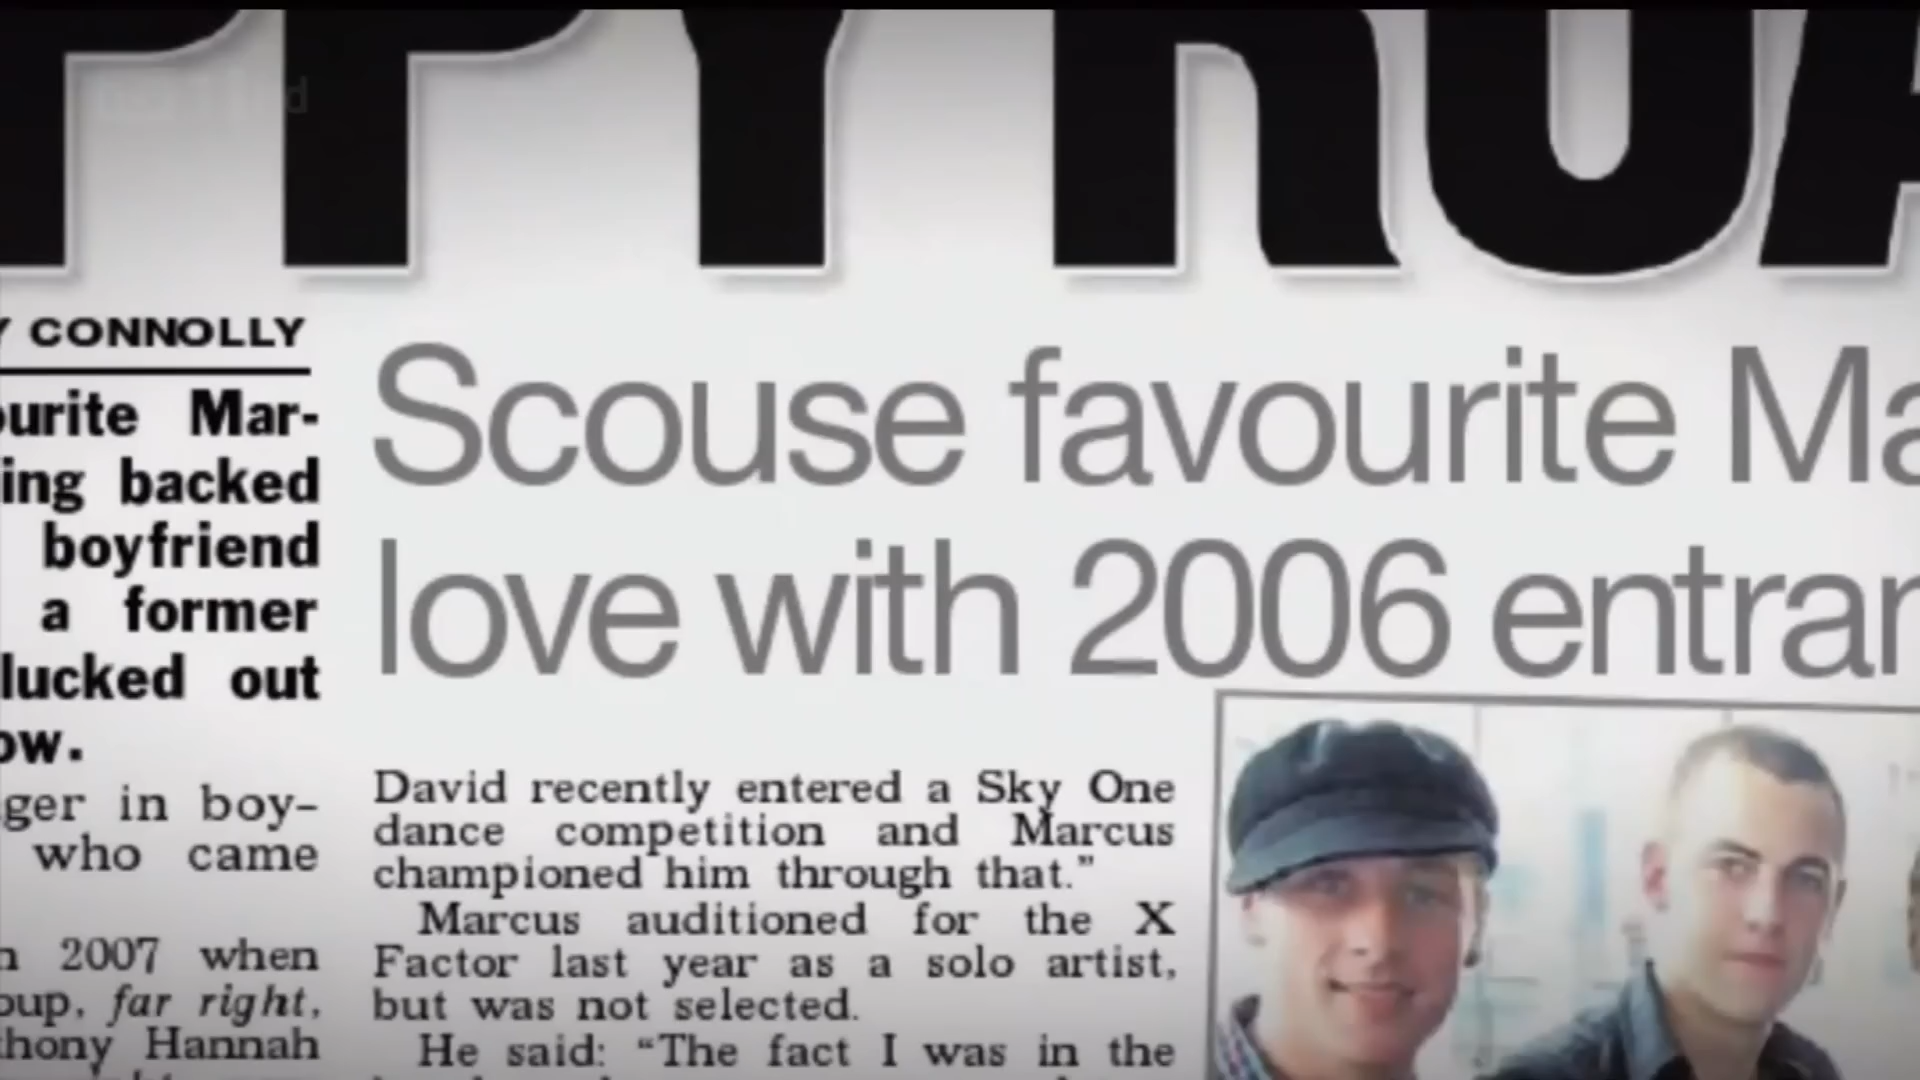 PPY ROA
Y CONNOLLY
ourite Mar-
ing backed
boyfriend
a former
lucked out
ow.
ger in boy-
who came
n 2007 when
oup, far right,
thony Hannah
Scouse favourite Ma
love with 2006 entran
David recently entered a Sky One
dance competition and Marcus
championed him through that."
Marcus auditioned for the X
Factor last year as a solo artist,
but was not selected.
He said: "The fact I was in the